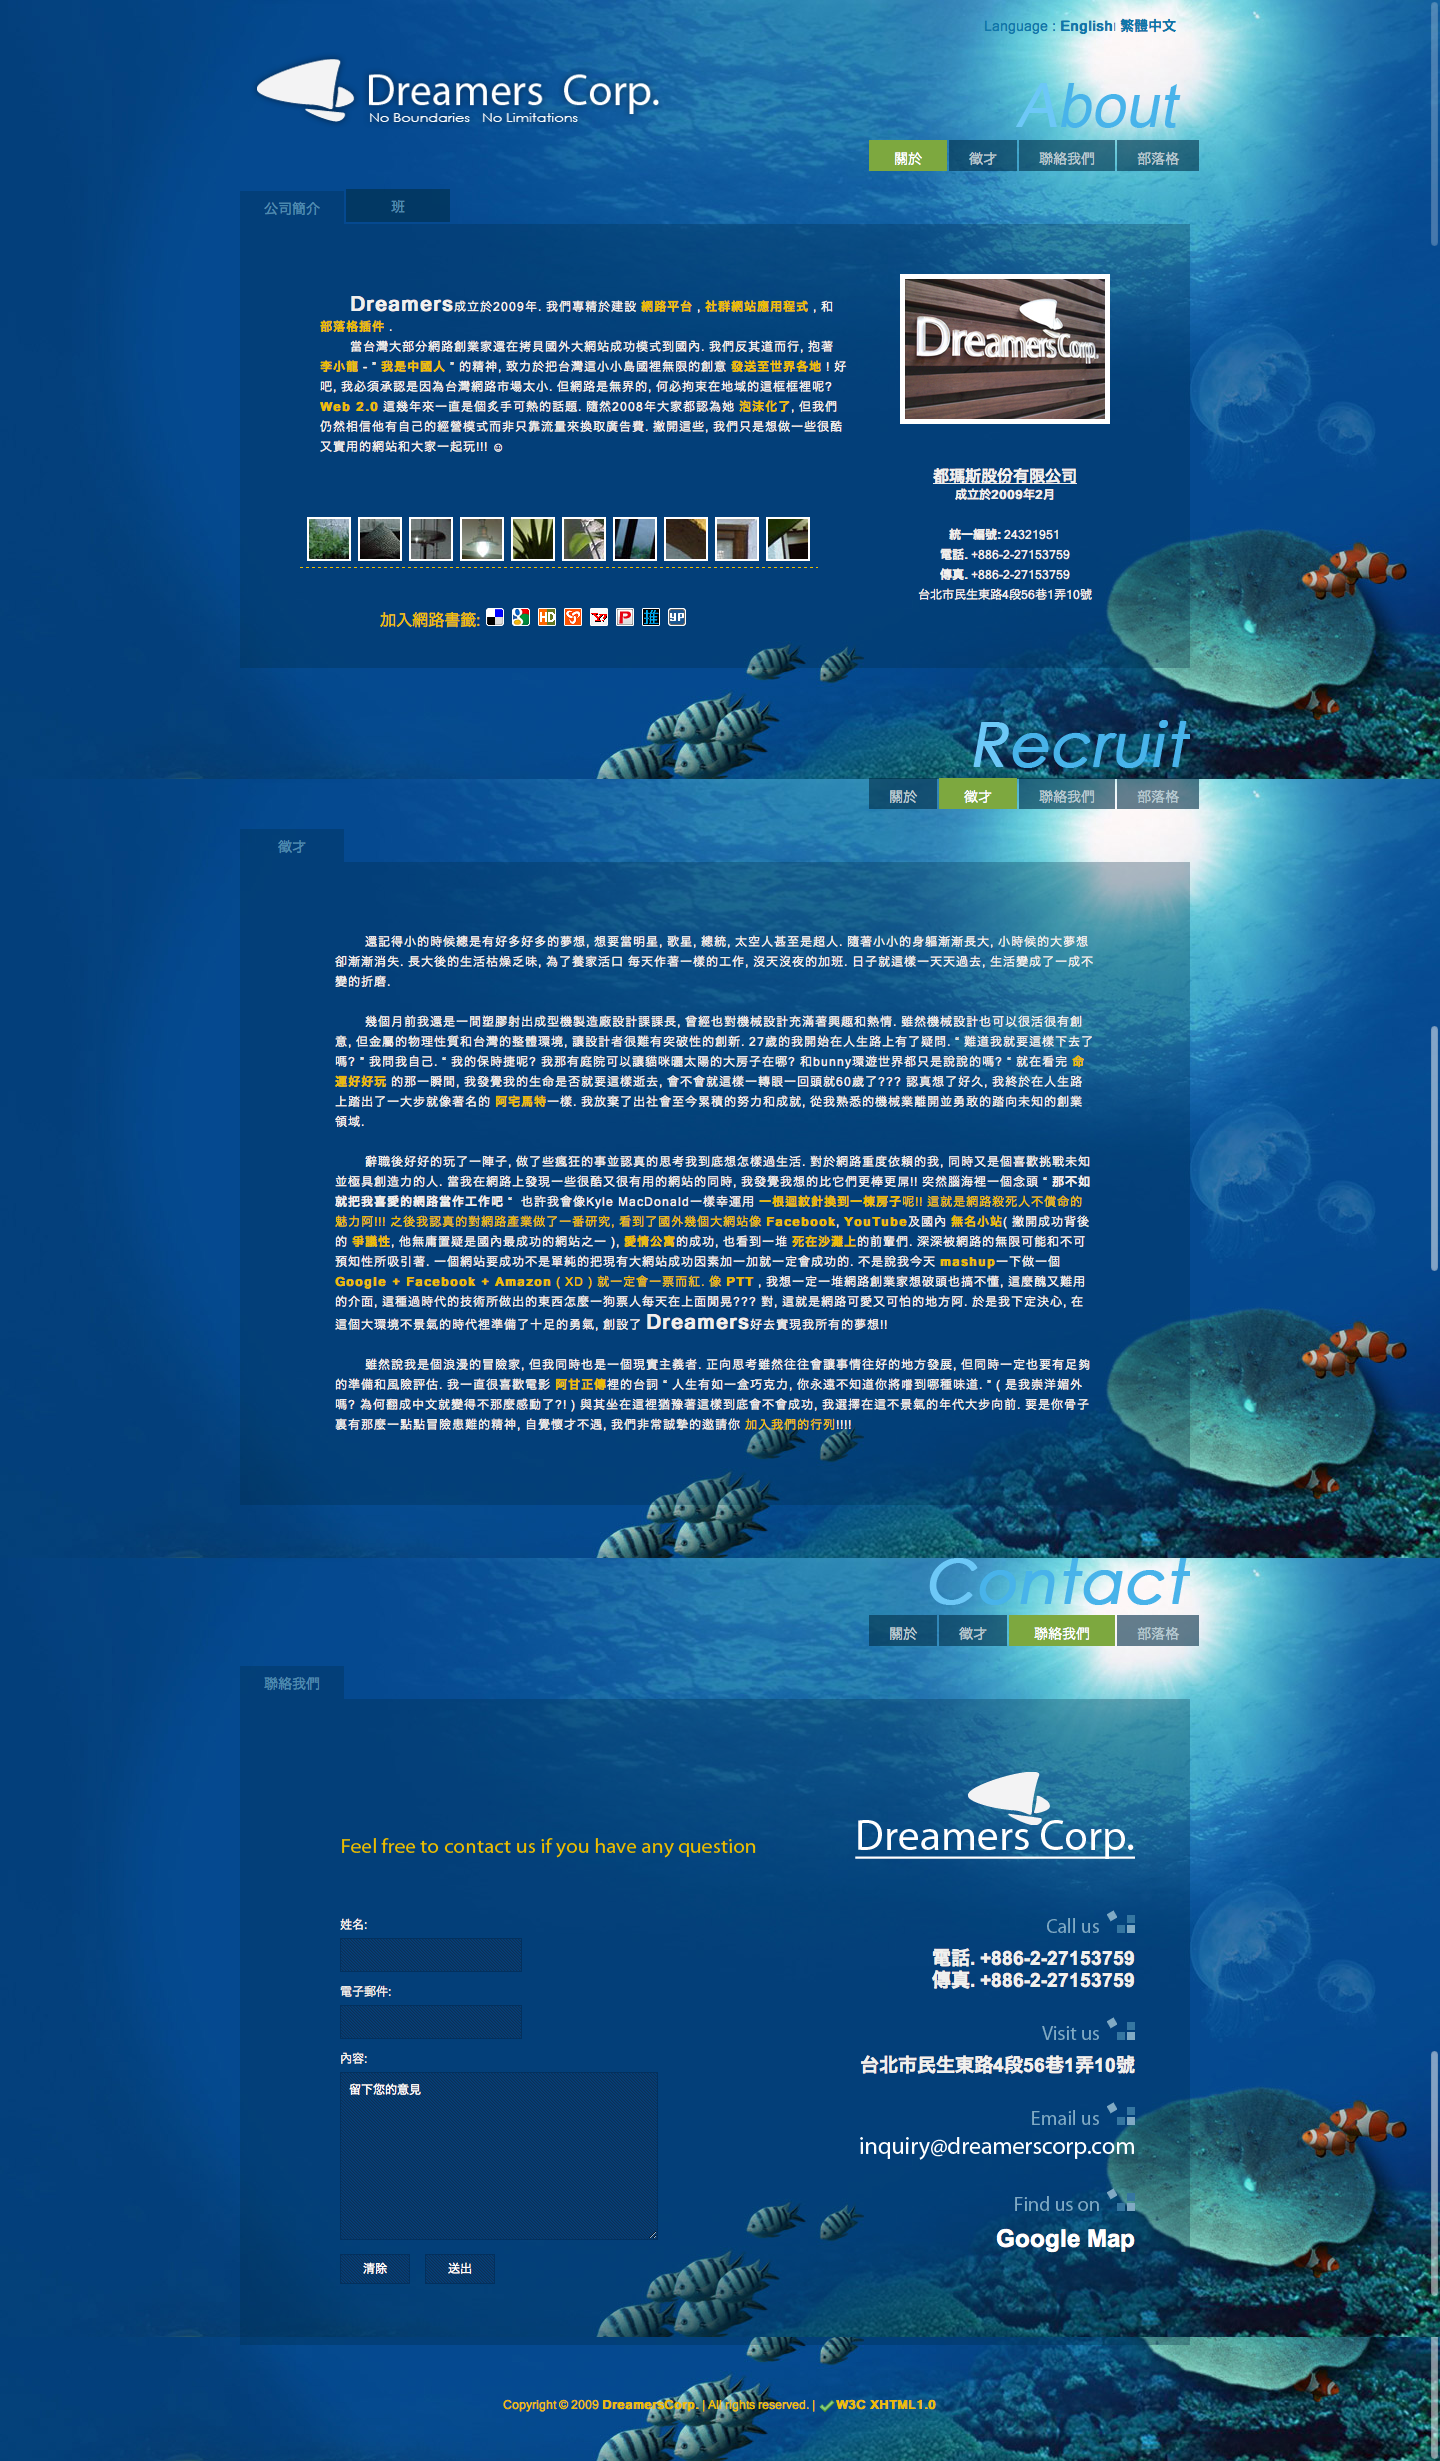 Language : English 繁體中文
Dreamers Corp.
No Boundaries No Limitations
About
關於 徵才 聯絡我們 部落格
公司簡介 班
Dreamers成立於2009年. 我們專精於建設 網路平台 , 社群網站應用程式 , 和
部落格插件 .
當台灣大部分網路創業家還在拷貝國外大網站成功模式到國內. 我們反其道而行, 抱著
李小龍 - " 我是中國人 " 的精神, 致力於把台灣這小小島國裡無限的創意 發送至世界各地 ! 好
吧, 我必須承認是因為台灣網路市場太小. 但網路是無界的, 何必拘束在地域的這框框裡呢?
Web 2.0 這幾年來一直是個炙手可熱的話題. 隨然2008年大家都認為她 泡沫化了, 但我們
仍然相信他有自己的經營模式而非只靠流量來換取廣告費. 撇開這些, 我們只是想做一些很酷
又實用的網站和大家一起玩!!! ☺
Dreamers Corp.
都瑪斯股份有限公司
成立於2009年2月
統一編號: 24321951
電話. +886-2-27153759
傳真. +886-2-27153759
台北市民生東路4段56巷1弄10號
加入網路書籤: HD P 推 YP
Recruit
關於 徵才 聯絡我們 部落格
徵才
還記得小的時候總是有好多好多的夢想, 想要當明星, 歌星, 總統, 太空人甚至是超人. 隨著小小的身軀漸漸長大, 小時候的大夢想
卻漸漸消失. 長大後的生活枯燥乏味, 為了養家活口 每天作著一樣的工作, 沒天沒夜的加班. 日子就這樣一天天過去, 生活變成了一成不
變的折磨.
幾個月前我還是一間塑膠射出成型機製造廠設計課課長, 曾經也對機械設計充滿著興趣和熱情. 雖然機械設計也可以很活很有創
意, 但金屬的物理性質和台灣的整體環境, 讓設計者很難有突破性的創新. 27歲的我開始在人生路上有了疑問. " 難道我就要這樣下去了
嗎? " 我問我自己. " 我的保時捷呢? 我那有庭院可以讓貓咪曬太陽的大房子在哪? 和bunny環遊世界都只是說說的嗎? " 就在看完 命
運好好玩 的那一瞬間, 我發覺我的生命是否就要這樣逝去, 會不會就這樣一轉眼一回頭就60歲了??? 認真想了好久, 我終於在人生路
上踏出了一大步就像著名的 阿宅馬特一樣. 我放棄了出社會至今累積的努力和成就, 從我熟悉的機械業離開並勇敢的踏向未知的創業
領域.
辭職後好好的玩了一陣子, 做了些瘋狂的事並認真的思考我到底想怎樣過生活. 對於網路重度依賴的我, 同時又是個喜歡挑戰未知
並極具創造力的人. 當我在網路上發現一些很酷又很有用的網站的同時, 我發覺我想的比它們更棒更屌!! 突然腦海裡一個念頭 " 那不如
就把我喜愛的網路當作工作吧 " 也許我會像Kyle MacDonald一樣幸運用 一根迴紋針換到一棟房子呢!! 這就是網路殺死人不償命的
魅力阿!!! 之後我認真的對網路產業做了一番研究, 看到了國外幾個大網站像 Facebook, YouTube及國內 無名小站( 撇開成功背後
的 爭議性, 他無庸置疑是國內最成功的網站之一 ), 愛情公寓的成功, 也看到一堆 死在沙灘上的前輩們. 深深被網路的無限可能和不可
預知性所吸引著. 一個網站要成功不是單純的把現有大網站成功因素加一加就一定會成功的. 不是說我今天 mashup一下做一個
Google + Facebook + Amazon ( XD ) 就一定會一票而紅. 像 PTT , 我想一定一堆網路創業家想破頭也搞不懂, 這麼醜又難用
的介面, 這種過時代的技術所做出的東西怎麼一狗票人每天在上面閒晃??? 對, 這就是網路可愛又可怕的地方阿. 於是我下定決心, 在
這個大環境不景氣的時代裡準備了十足的勇氣, 創設了 Dreamers好去實現我所有的夢想!!
雖然說我是個浪漫的冒險家, 但我同時也是一個現實主義者. 正向思考雖然往往會讓事情往好的地方發展, 但同時一定也要有足夠
的準備和風險評估. 我一直很喜歡電影 阿甘正傳裡的台詞 " 人生有如一盒巧克力, 你永遠不知道你將嚐到哪種味道. " ( 是我崇洋媚外
嗎? 為何翻成中文就變得不那麼感動了?! ) 與其坐在這裡猶豫著這樣到底會不會成功, 我選擇在這不景氣的年代大步向前. 要是你骨子
裏有那麼一點點冒險患難的精神, 自覺懷才不遇, 我們非常誠摯的邀請你 加入我們的行列!!!!
Contact
關於 徵才 聯絡我們 部落格
聯絡我們
Dreamers Corp.
Feel free to contact us if you have any question
姓名:
電子郵件:
內容:
留下您的意見
清除 送出
Call us
電話. +886-2-27153759
傳真. +886-2-27153759
Visit us
台北市民生東路4段56巷1弄10號
Email us
inquiry@dreamerscorp.com
Find us on
Google Map
Copyright © 2009 DreamersCorp. | All rights reserved. | W3C XHTML1.0